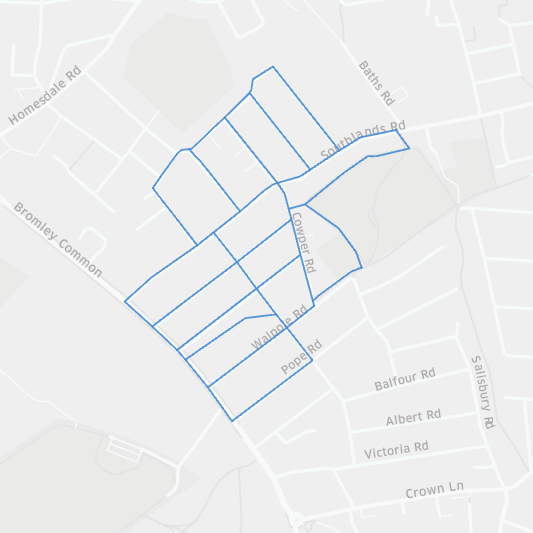 Homesdale Rd
Baths Rd
Southlands Rd
Bromley Common
Cowper Rd
Walpole Rd
Pope Rd
Balfour Rd
Salisbury Rd
Albert Rd
Victoria Rd
Crown Ln